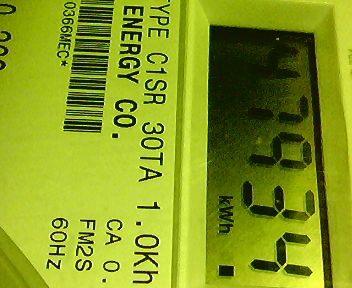 47934
kWh
TYPE C1SR 30TA 1.0Kh
ENERGY CO.
CA 0.
FM2S
0366MEC*
60Hz